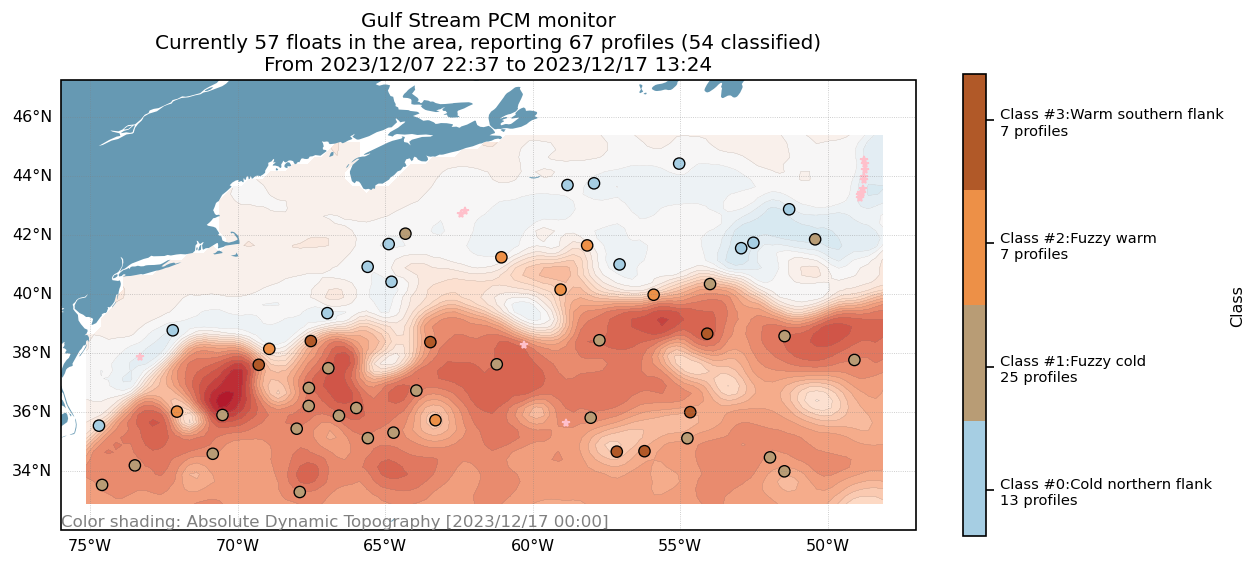 Gulf Stream PCM monitor
Currently 57 floats in the area, reporting 67 profiles (54 classified)
From 2023/12/07 22:37 to 2023/12/17 13:24
46°N
44°N
42°N
40°N
38°N
36°N
34°N
Color shading: Absolute Dynamic Topography [2023/12/17 00:00]
75°W
70°W
65°W
60°W
55°W
50°W
Class #3:Warm southern flank
7 profiles
Class #2:Fuzzy warm
7 profiles
Class #1:Fuzzy cold
25 profiles
Class #0:Cold northern flank
13 profiles
Class